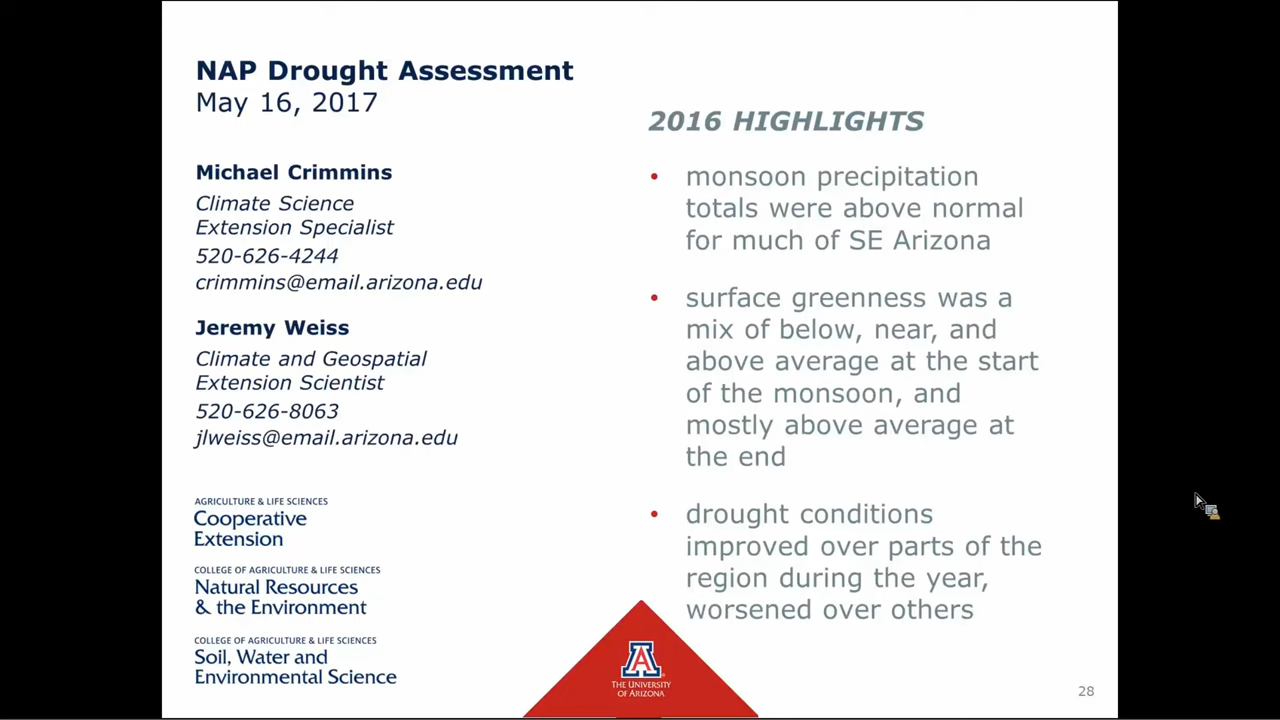 NAP Drought Assessment
May 16, 2017
Michael Crimmins
Climate Science
Extension Specialist
520-626-4244
crimmins@email.arizona.edu
Jeremy Weiss
Climate and Geospatial
Extension Scientist
520-626-8063
jlweiss@email.arizona.edu
AGRICULTURE & LIFE SCIENCES
Cooperative
Extension
COLLEGE OF AGRICULTURE & LIFE SCIENCES
Natural Resources
& the Environment
COLLEGE OF AGRICULTURE & LIFE SCIENCES
Soil, Water and
Environmental Science
2016 HIGHLIGHTS
• monsoon precipitation
totals were above normal
for much of SE Arizona
• surface greenness was a
mix of below, near, and
above average at the start
of the monsoon, and
mostly above average at
the end
• drought conditions
improved over parts of the
region during the year,
worsened over others
A
THE UNIVERSITY
OF ARIZONA
28